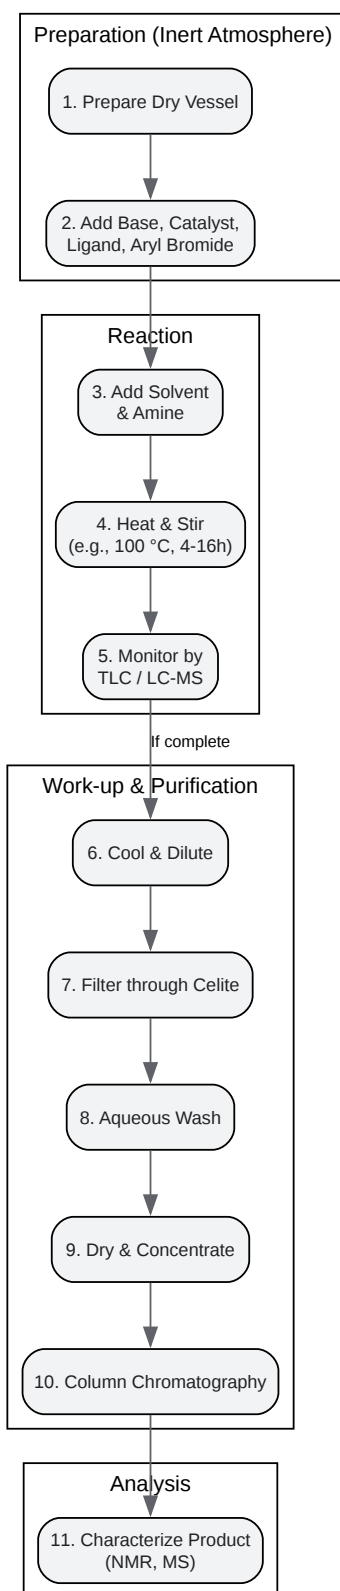 Preparation (Inert Atmosphere)
1. Prepare Dry Vessel
2. Add Base, Catalyst,
Ligand, Aryl Bromide
Reaction
3. Add Solvent
& Amine
4. Heat & Stir
(e.g., 100 °C, 4-16h)
5. Monitor by
TLC / LC-MS
If complete
Work-up & Purification
6. Cool & Dilute
7. Filter through Celite
8. Aqueous Wash
9. Dry & Concentrate
10. Column Chromatography
Analysis
11. Characterize Product
(NMR, MS)